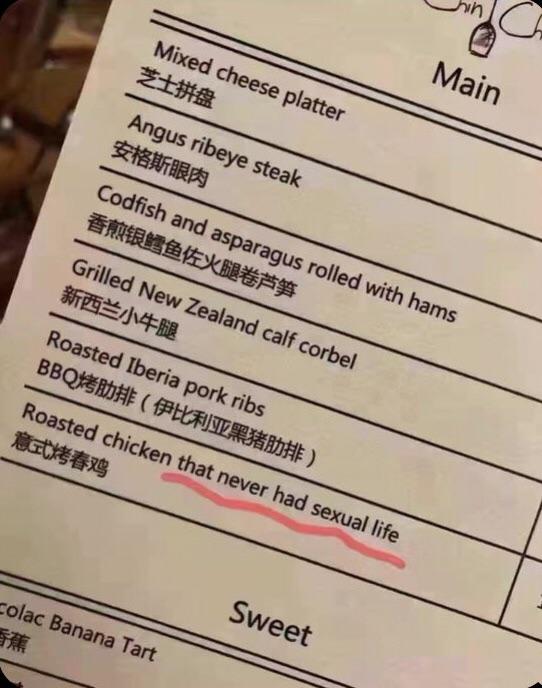 Chin Ch
Main
Mixed cheese platter
芝士拼盘
Angus ribeye steak
安格斯眼肉
Codfish and asparagus rolled with hams
香煎银鳕鱼佐火腿卷芦笋
Grilled New Zealand calf corbel
新西兰小牛腿
Roasted Iberia pork ribs
BBQ烤肋排（伊比利亚黑猪肋排）
Roasted chicken that never had sexual life
意式烤春鸡
Sweet
colac Banana Tart
香蕉